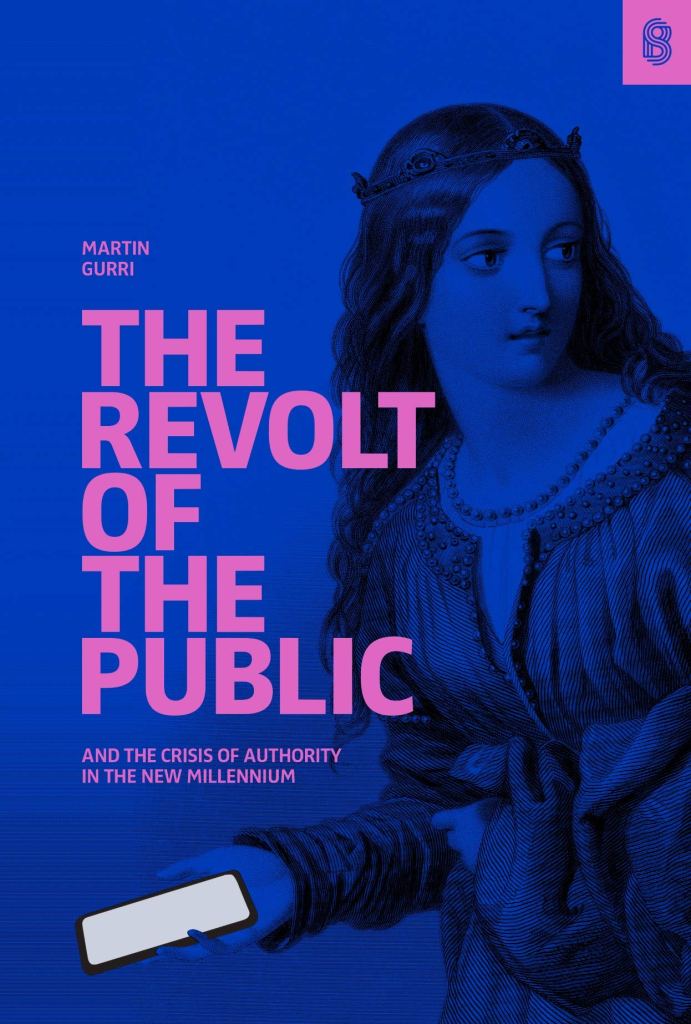 MARTIN
GURRI
THE
REVOLT
OF
THE
PUBLIC
AND THE CRISIS OF AUTHORITY
IN THE NEW MILLENNIUM